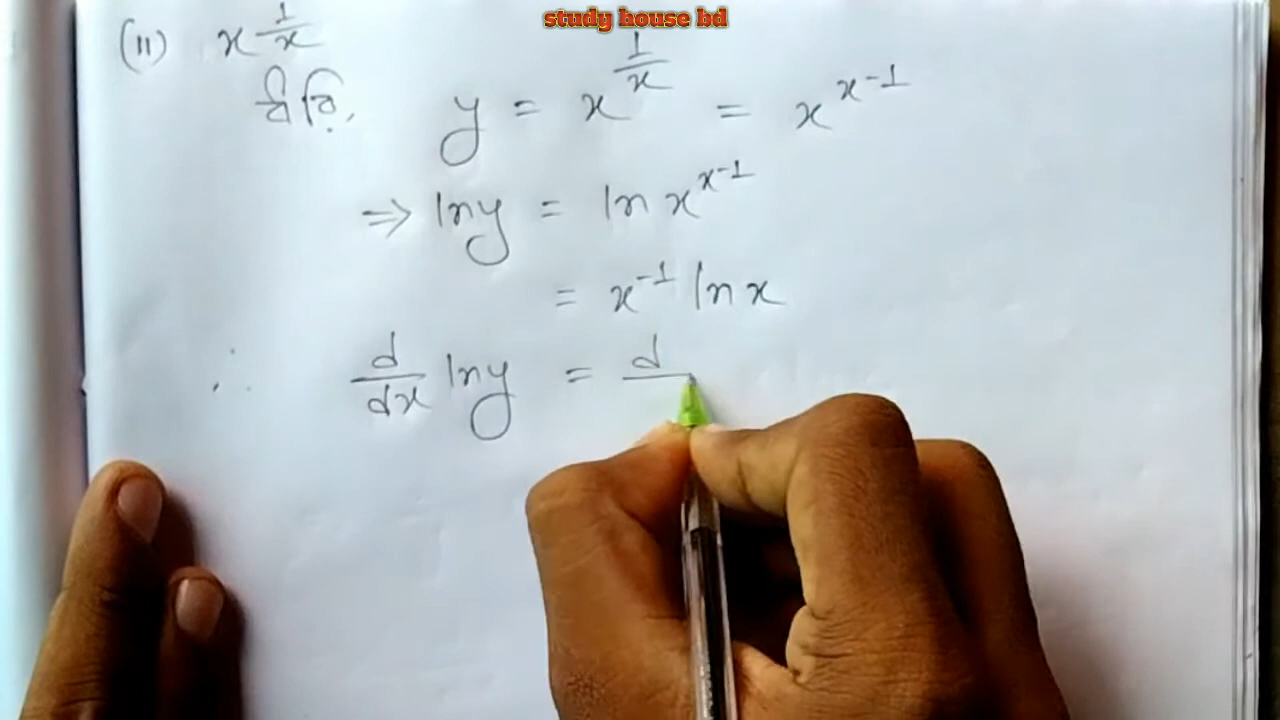 study house bd
(ii) x^{1/x}
ধরি, y = x^{1/x} = x^{x^{-1}}
⇒ ln y = ln x^{x^{-1}}
= x^{-1} ln x
∴ d/dx ln y = d